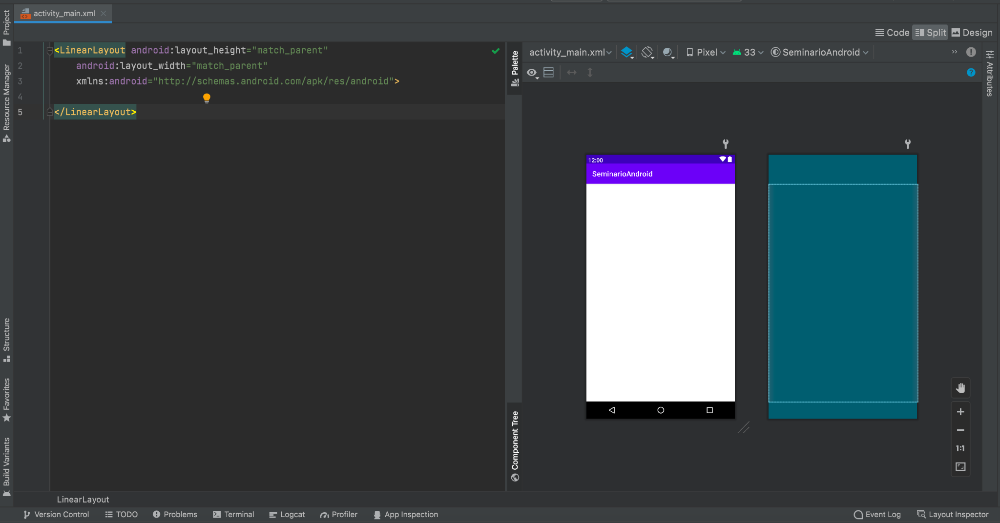 activity_main.xml
Project
Resource Manager
Structure
Favorites
Build Variants
Code Split Design
1 <LinearLayout android:layout_height="match_parent"
2 android:layout_width="match_parent"
3 xmlns:android="http://schemas.android.com/apk/res/android">
4
5 </LinearLayout>
Palette
Component Tree
activity_main.xml Pixel 33 SeminarioAndroid »
?
Attributes
12:00
SeminarioAndroid
1:1
LinearLayout
Version Control TODO Problems Terminal Logcat Profiler App Inspection Event Log Layout Inspector